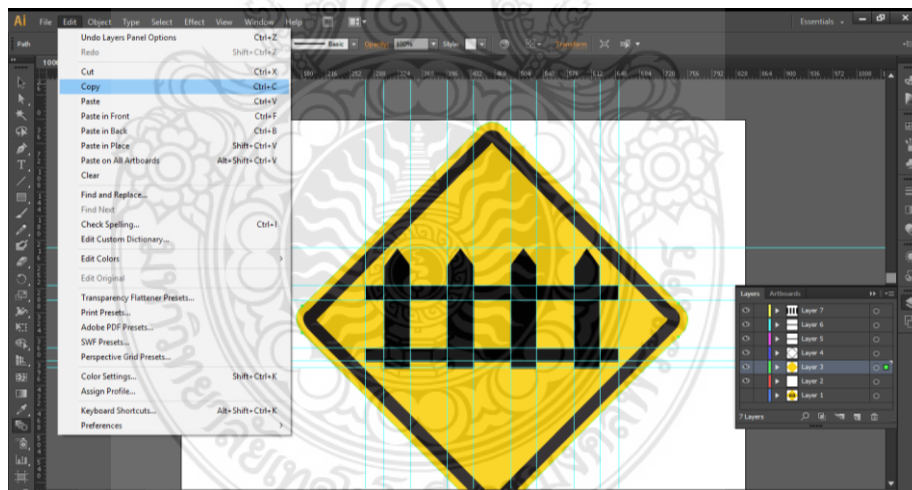 Ai File Edit Object Type Select Effect View Window Help Essentials
Path Basic Opacity: 100% Style: Transform
Undo Layers Panel Options Ctrl+Z
Redo Shift+Ctrl+Z
Cut Ctrl+X
Copy Ctrl+C
Paste Ctrl+V
Paste in Front Ctrl+F
Paste in Back Ctrl+B
Paste in Place Shift+Ctrl+V
Paste on All Artboards Alt+Shift+Ctrl+V
Clear
Find and Replace...
Find Next
Check Spelling... Ctrl+I
Edit Custom Dictionary...
Edit Colors
Edit Original
Transparency Flattener Presets...
Print Presets...
Adobe PDF Presets...
SWF Presets...
Perspective Grid Presets...
Color Settings... Shift+Ctrl+K
Assign Profile...
Keyboard Shortcuts... Alt+Shift+Ctrl+K
Preferences
Layers Artboards
Layer 7
Layer 6
Layer 5
Layer 4
Layer 3
Layer 2
Layer 1
7 Layers